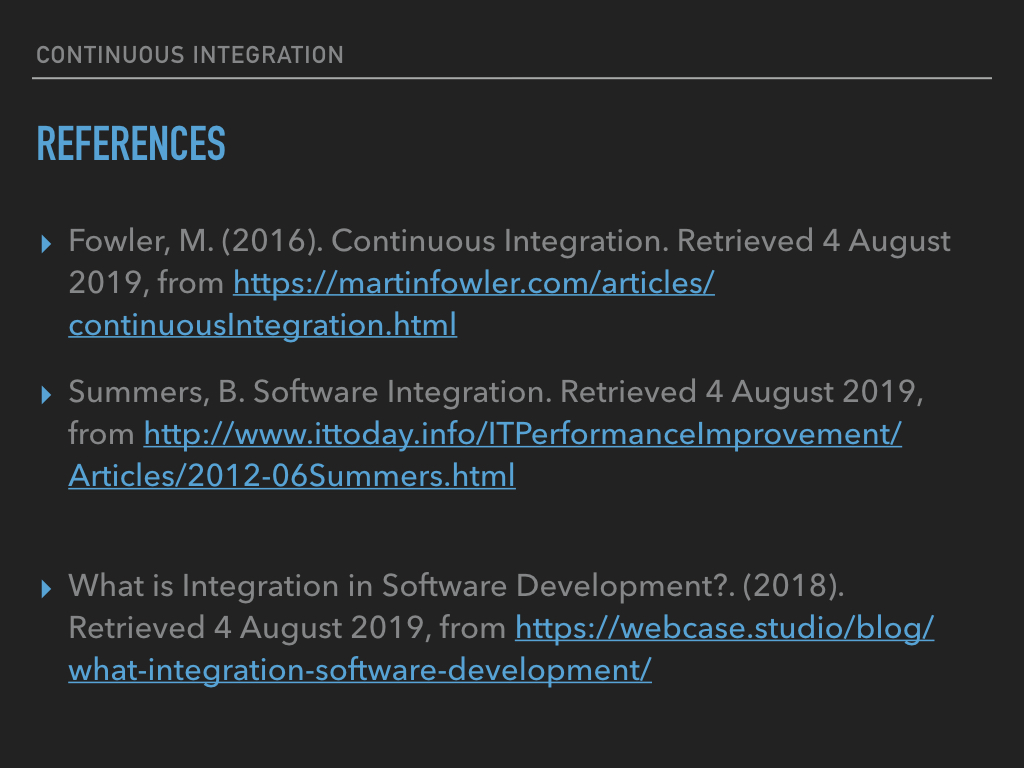 CONTINUOUS INTEGRATION
REFERENCES
Fowler, M. (2016). Continuous Integration. Retrieved 4 August
2019, from https://martinfowler.com/articles/
continuousIntegration.html
Summers, B. Software Integration. Retrieved 4 August 2019,
from http://www.ittoday.info/ITPerformanceImprovement/
Articles/2012-06Summers.html
What is Integration in Software Development?. (2018).
Retrieved 4 August 2019, from https://webcase.studio/blog/
what-integration-software-development/